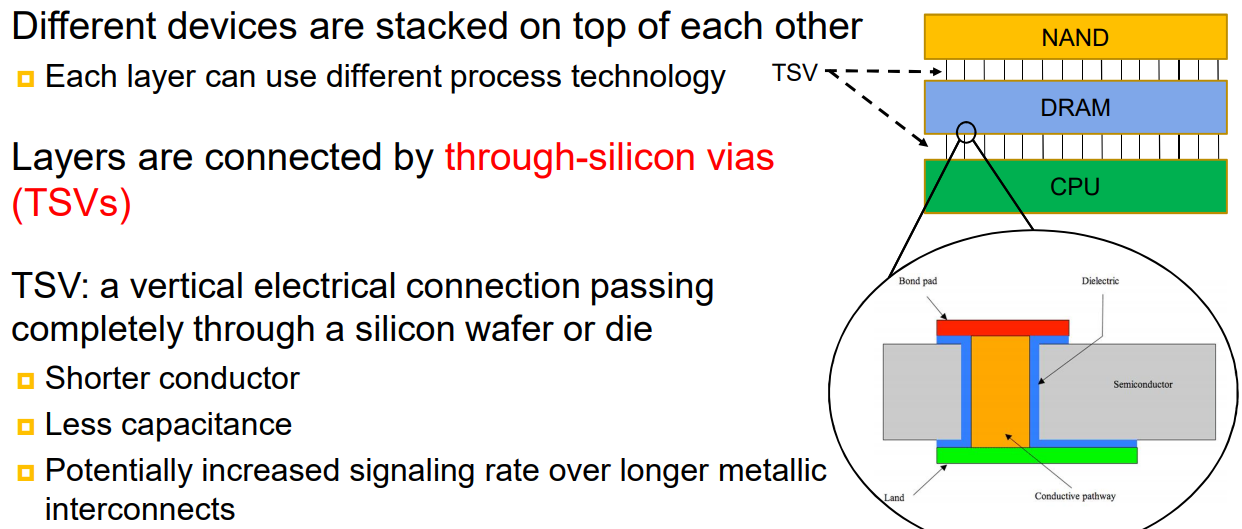 Different devices are stacked on top of each other
Each layer can use different process technology
Layers are connected by through-silicon vias
(TSVs)
TSV: a vertical electrical connection passing
completely through a silicon wafer or die
Shorter conductor
Less capacitance
Potentially increased signaling rate over longer metallic
interconnects
NAND
TSV
DRAM
CPU
Bond pad
Dielectric
Semiconductor
Land
Conductive pathway